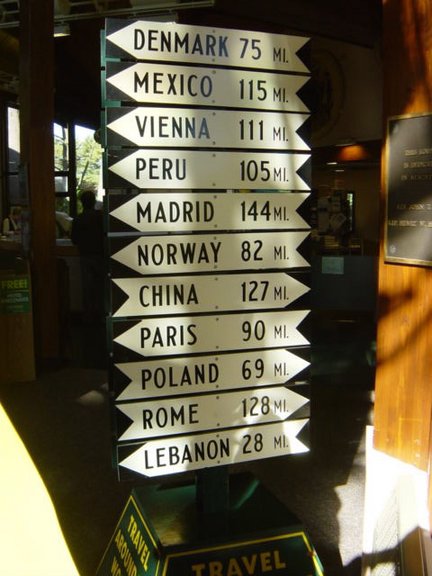 DENMARK 75 MI.
MEXICO 115 MI.
VIENNA 111 MI.
PERU 105 MI.
MADRID 144 MI.
NORWAY 82 MI.
CHINA 127 MI.
PARIS 90 MI.
POLAND 69 MI.
ROME 128 MI.
LEBANON 28 MI.
FREE!
TRAVEL
AROUND
TRAVEL